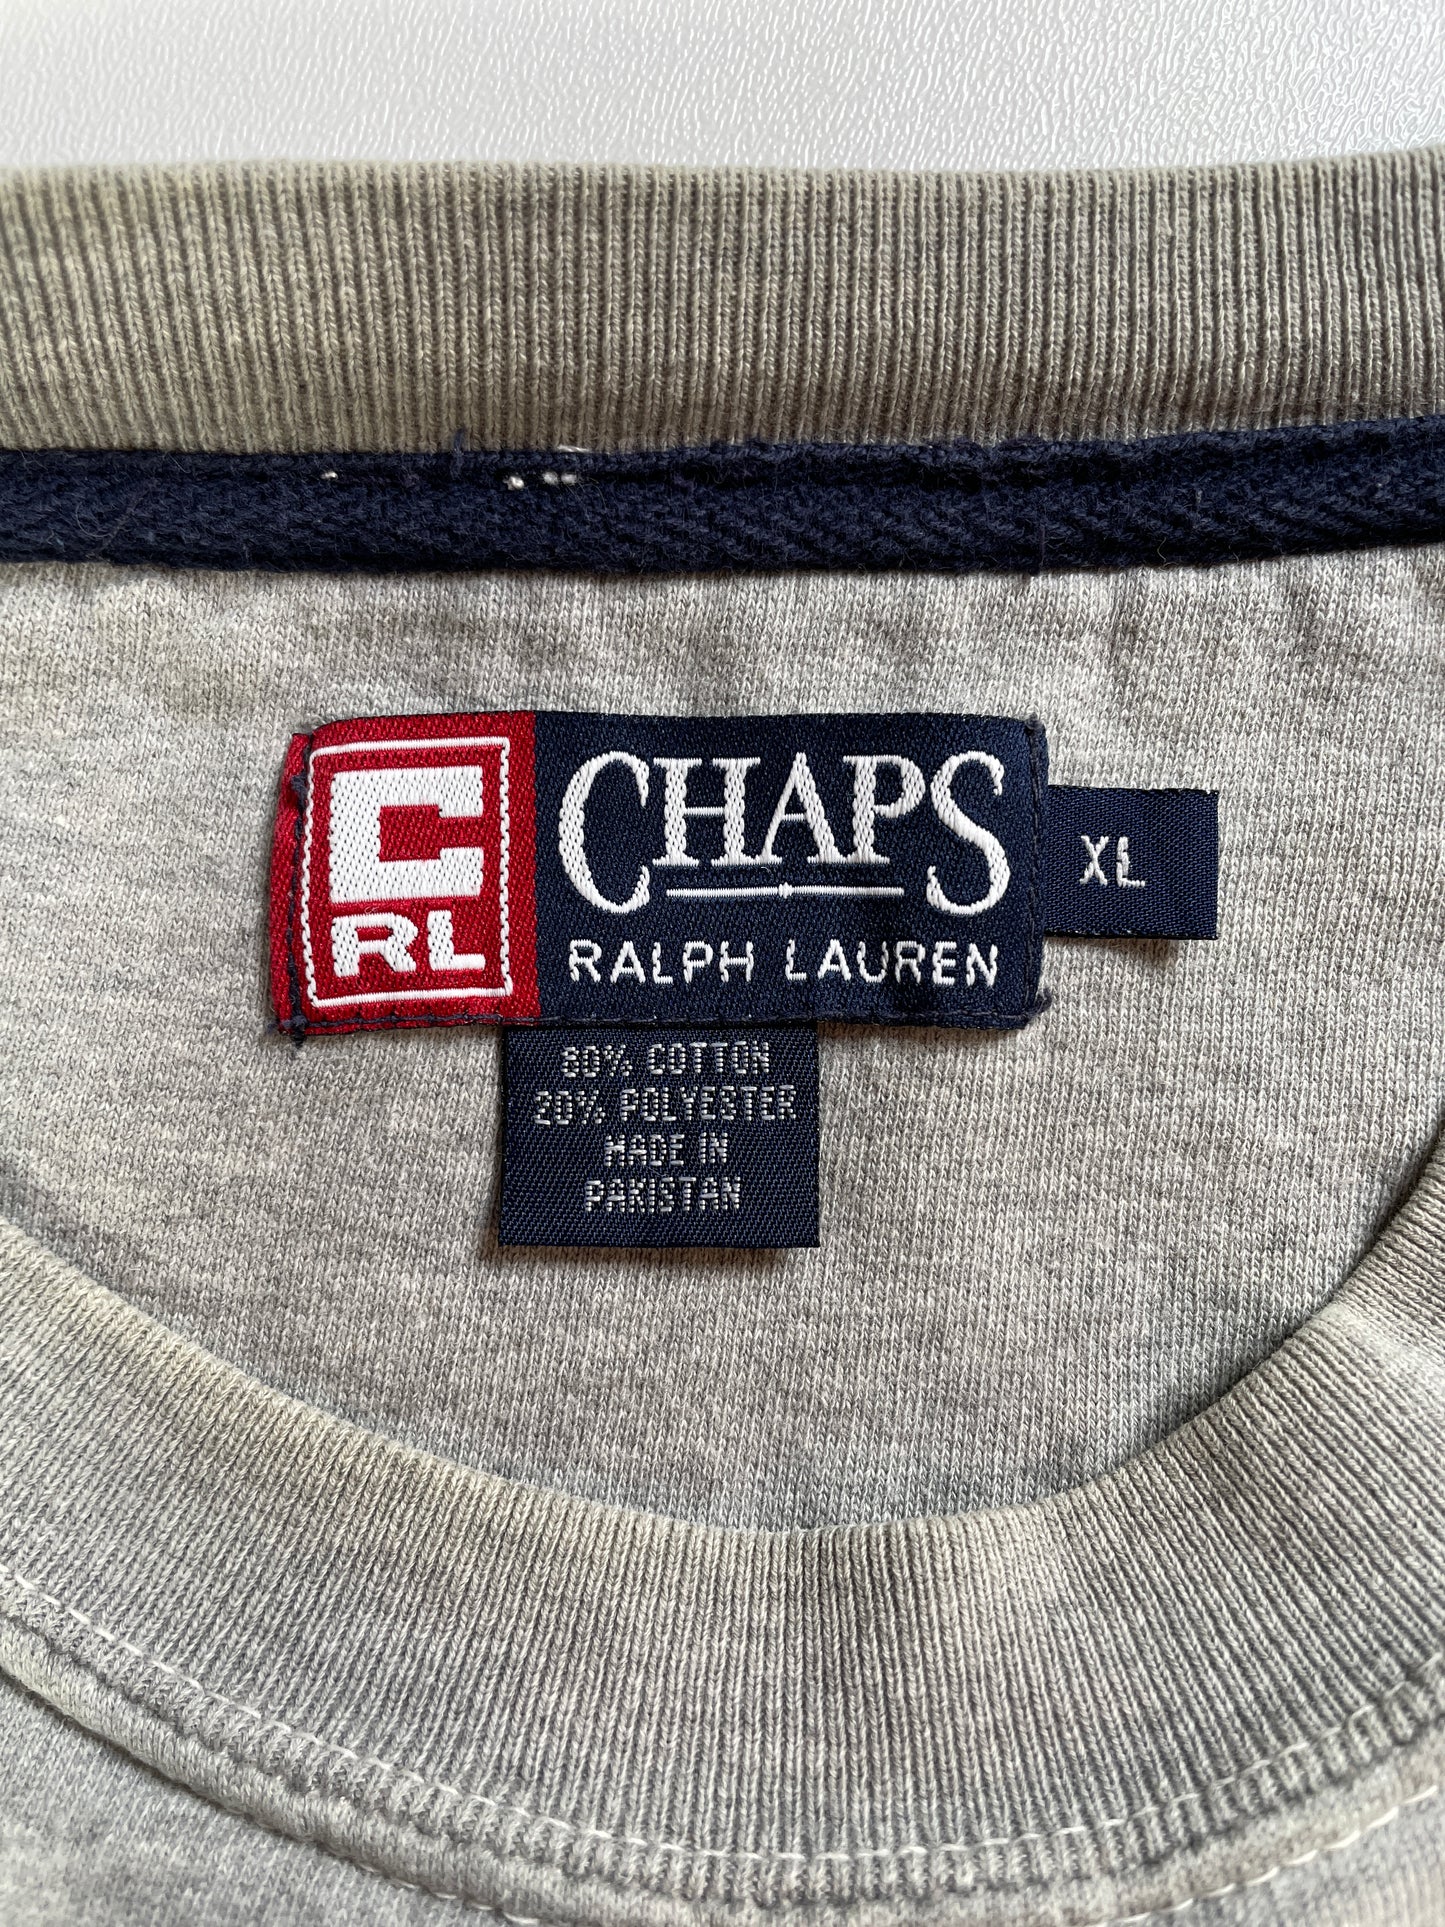 C
RL
CHAPS
RALPH LAUREN
XL
80% COTTON
20% POLYESTER
MADE IN
PAKISTAN